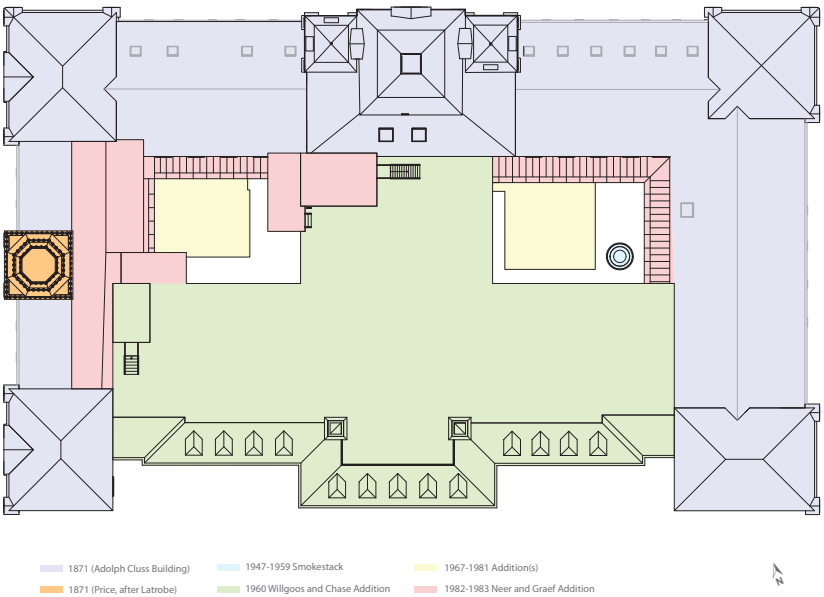 1871 (Adolph Cluss Building)
1947-1959 Smokestack
1967-1981 Addition(s)
1871 (Price, after Latrobe)
1960 Willgoos and Chase Addition
1982-1983 Neer and Graef Addition
N